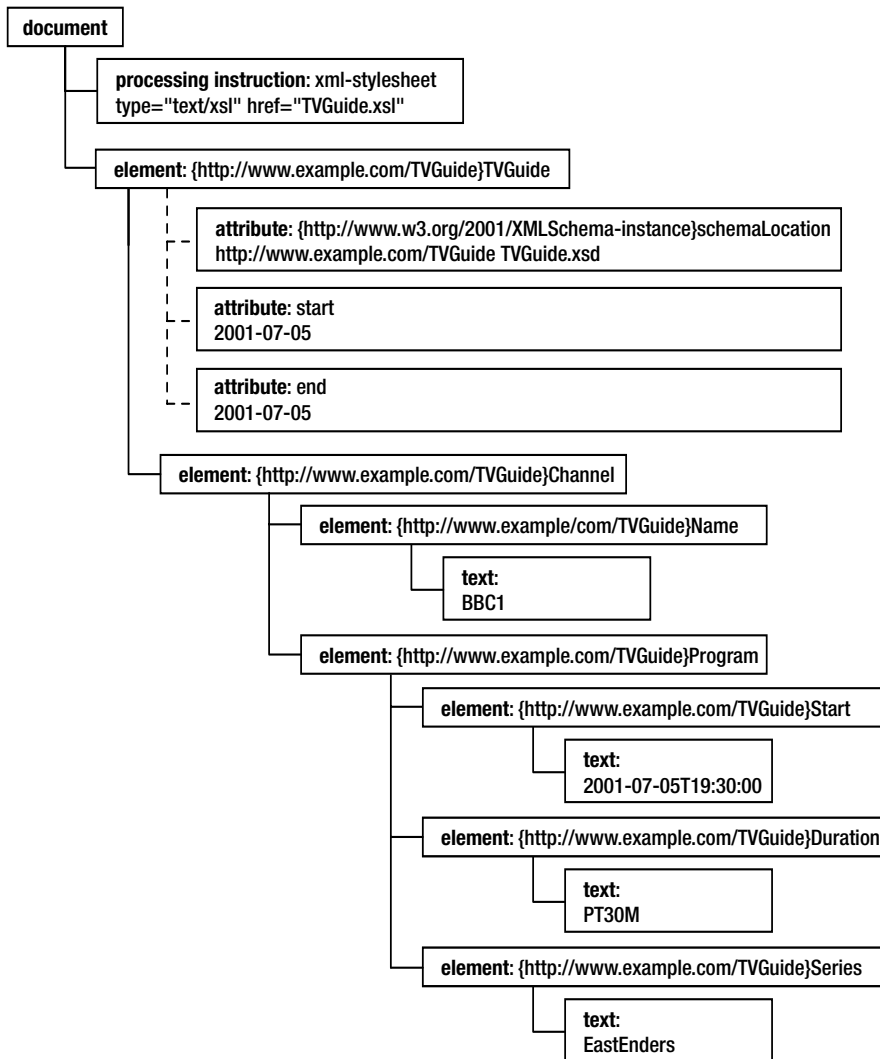 document
processing instruction: xml-stylesheet
type="text/xsl" href="TVGuide.xsl"
element: {http://www.example.com/TVGuide}TVGuide
attribute: {http://www.w3.org/2001/XMLSchema-instance}schemaLocation
http://www.example.com/TVGuide TVGuide.xsd
attribute: start
2001-07-05
attribute: end
2001-07-05
element: {http://www.example.com/TVGuide}Channel
element: {http://www.example/com/TVGuide}Name
text:
BBC1
element: {http://www.example.com/TVGuide}Program
element: {http://www.example.com/TVGuide}Start
text:
2001-07-05T19:30:00
element: {http://www.example.com/TVGuide}Duration
text:
PT30M
element: {http://www.example.com/TVGuide}Series
text:
EastEnders